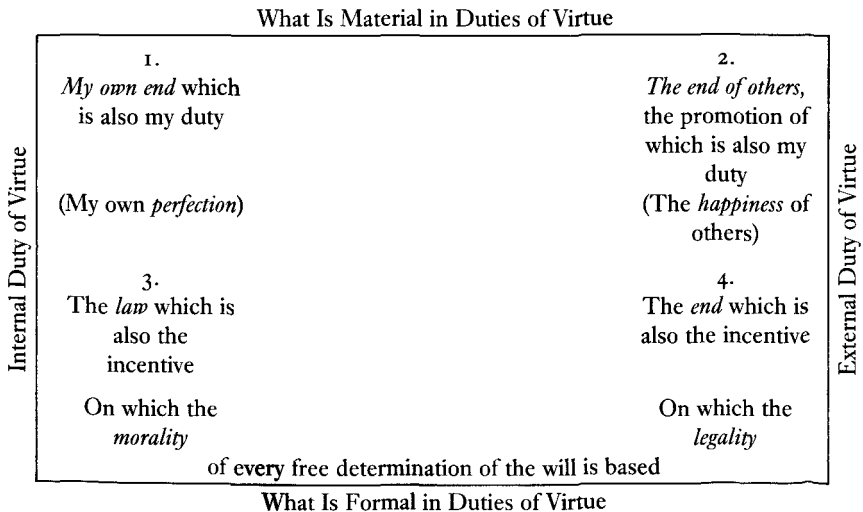 What Is Material in Duties of Virtue
Internal Duty of Virtue
1.
My own end which
is also my duty
(My own perfection)
2.
The end of others,
the promotion of
which is also my
duty
(The happiness of
others)
3.
The law which is
also the
incentive
On which the
morality
4.
The end which is
also the incentive
On which the
legality
of every free determination of the will is based
External Duty of Virtue
What Is Formal in Duties of Virtue